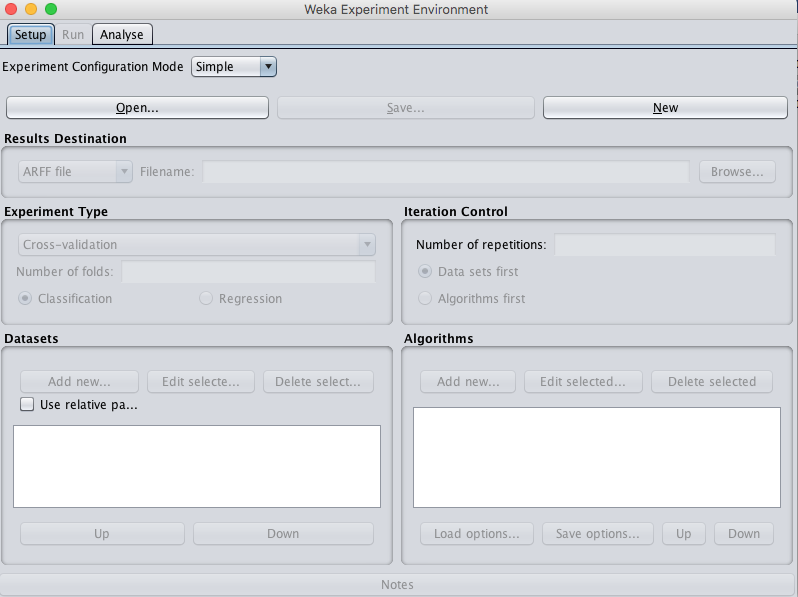 Weka Experiment Environment
Setup Run Analyse
Experiment Configuration Mode Simple
Open... Save... New
Results Destination
ARFF file Filename: Browse...
Experiment Type Iteration Control
Cross-validation Number of repetitions:
Number of folds: Data sets first
Classification Regression Algorithms first
Datasets Algorithms
Add new... Edit selecte... Delete select... Add new... Edit selected... Delete selected
Use relative pa...
Up Down Load options... Save options... Up Down
Notes